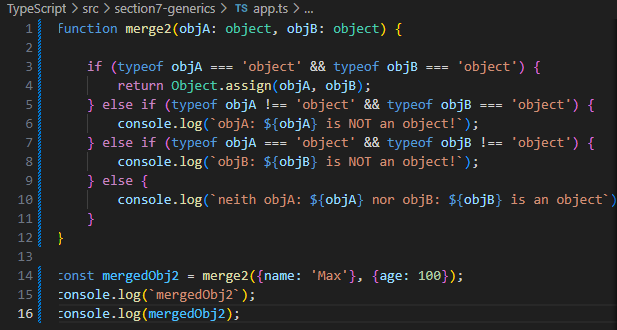 TypeScript > src > section7-generics > TS app.ts > ...
1 function merge2(objA: object, objB: object) {
2
3 if (typeof objA === 'object' && typeof objB === 'object') {
4 return Object.assign(objA, objB);
5 } else if (typeof objA !== 'object' && typeof objB === 'object') {
6 console.log(`objA: ${objA} is NOT an object!`);
7 } else if (typeof objA === 'object' && typeof objB !== 'object') {
8 console.log(`objB: ${objB} is NOT an object!`);
9 } else {
10 console.log(`neith objA: ${objA} nor objB: ${objB} is an object`)
11 }
12 }
13
14 const mergedObj2 = merge2({name: 'Max'}, {age: 100});
15 console.log(`mergedObj2`);
16 console.log(mergedObj2);